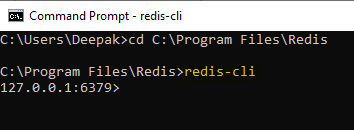 Command Prompt - redis-cli
C:\Users\Deepak>cd C:\Program Files\Redis
C:\Program Files\Redis>redis-cli
127.0.0.1:6379>